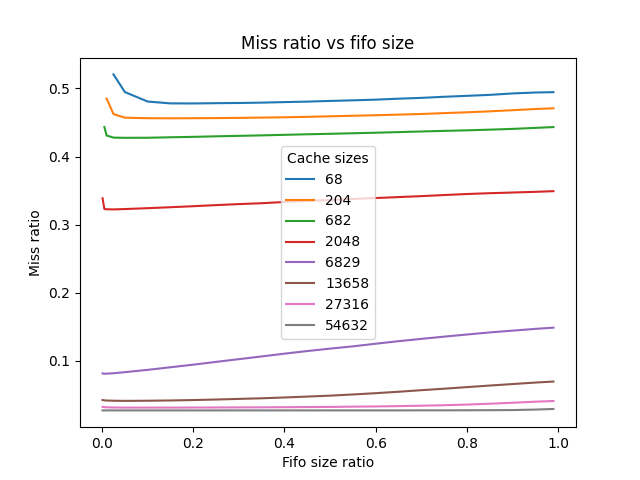 Miss ratio vs fifo size
Miss ratio
0.5
0.4
0.3
0.2
0.1
Cache sizes
68
204
682
2048
6829
13658
27316
54632
0.0 0.2 0.4 0.6 0.8 1.0
Fifo size ratio